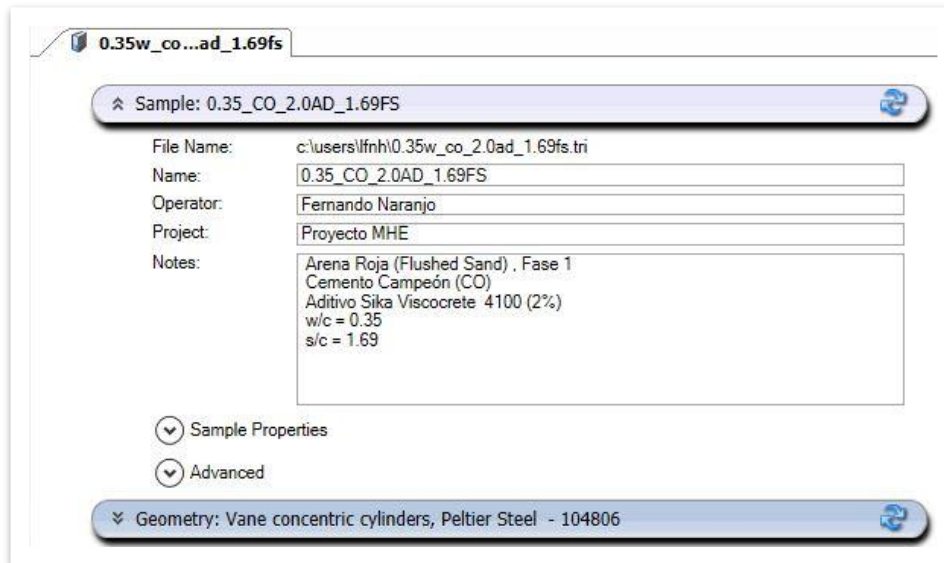 0.35w_co...ad_1.69fs
Sample: 0.35_CO_2.0AD_1.69FS
File Name: c:\users\lfnh\0.35w_co_2.0ad_1.69fs.tri
Name: 0.35_CO_2.0AD_1.69FS
Operator: Fernando Naranjo
Project: Proyecto MHE
Notes: Arena Roja (Flushed Sand) , Fase 1
Cemento Campeón (CO)
Aditivo Sika Viscocrete 4100 (2%)
w/c = 0.35
s/c = 1.69
Sample Properties
Advanced
Geometry: Vane concentric cylinders, Peltier Steel - 104806